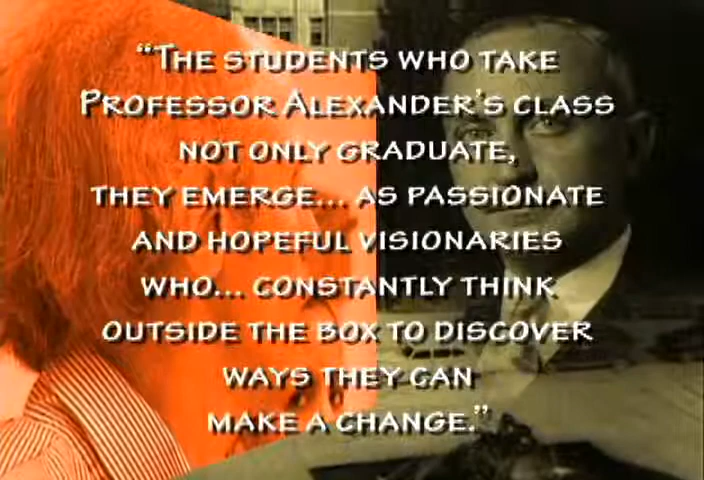 “The students who take
Professor Alexander’s class
not only graduate,
they emerge... as passionate
and hopeful visionaries
who... constantly think
outside the box to discover
ways they can
make a change.”